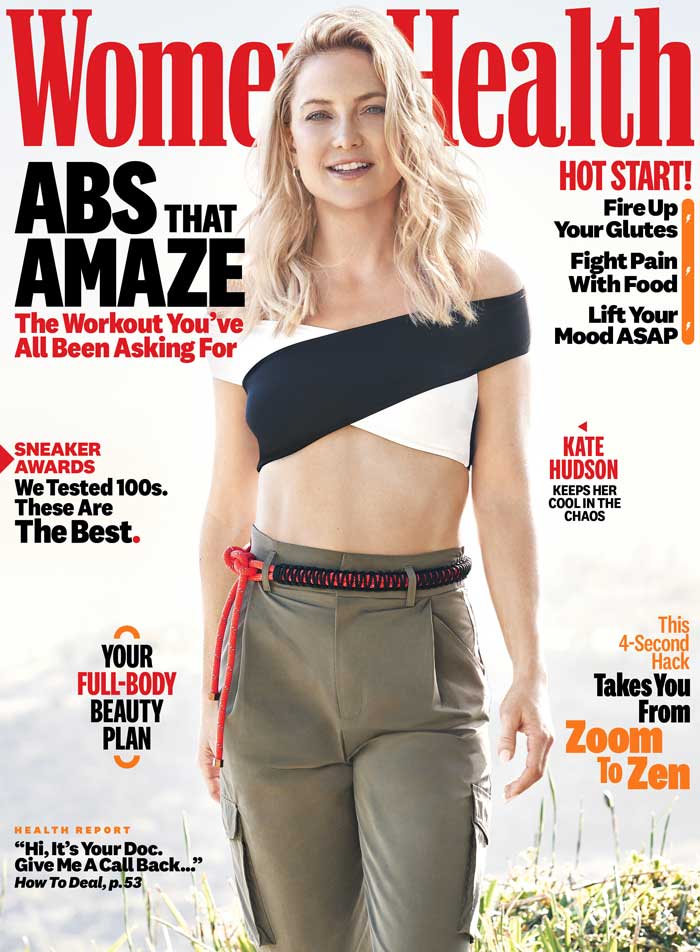 Women's Health
ABS THAT
AMAZE
The Workout You've
All Been Asking For
HOT START!
Fire Up
Your Glutes
Fight Pain
With Food
Lift Your
Mood ASAP
SNEAKER
AWARDS
We Tested 100s.
These Are
The Best.
KATE
HUDSON
KEEPS HER
COOL IN THE
CHAOS
YOUR
FULL-BODY
BEAUTY
PLAN
This
4-Second
Hack
Takes You
From
Zoom
To Zen
HEALTH REPORT
“Hi, It's Your Doc.
Give Me A Call Back...”
How To Deal, p.53